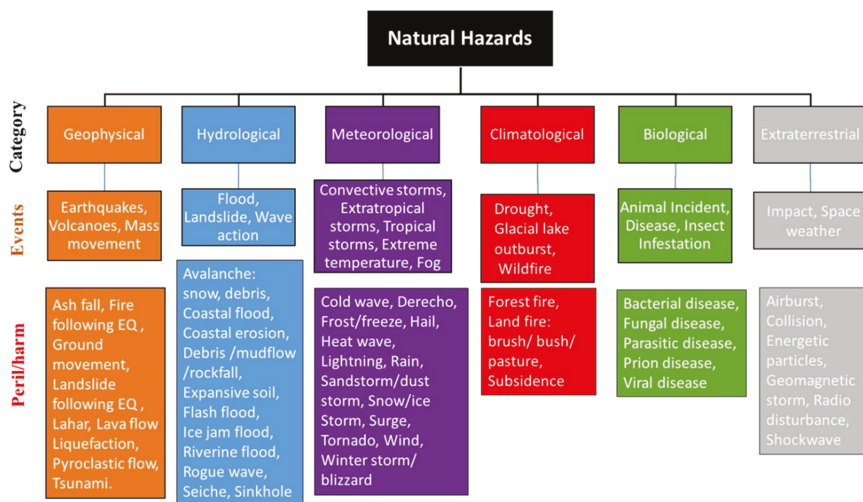 Natural Hazards
Category
Geophysical
Hydrological
Meteorological
Climatological
Biological
Extraterrestrial
Events
Earthquakes,
Volcanoes, Mass
movement
Flood,
Landslide, Wave
action
Convective storms,
Extratropical
storms, Tropical
storms, Extreme
temperature, Fog
Drought,
Glacial lake
outburst,
Wildfire
Animal Incident,
Disease, Insect
Infestation
Impact, Space
weather
Peril/harm
Ash fall, Fire
following EQ ,
Ground
movement,
Landslide
following EQ ,
Lahar, Lava flow
Liquefaction,
Pyroclastic flow,
Tsunami.
Avalanche:
snow, debris,
Coastal flood,
Coastal erosion,
Debris /mudflow
/rockfall,
Expansive soil,
Flash flood,
Ice jam flood,
Riverine flood,
Rogue wave,
Seiche, Sinkhole
Cold wave, Derecho,
Frost/freeze, Hail,
Heat wave,
Lightning, Rain,
Sandstorm/dust
storm, Snow/ice
Storm, Surge,
Tornado, Wind,
Winter storm/
blizzard
Forest fire,
Land fire:
brush/ bush/
pasture,
Subsidence
Bacterial disease,
Fungal disease,
Parasitic disease,
Prion disease,
Viral disease
Airburst,
Collision,
Energetic
particles,
Geomagnetic
storm, Radio
disturbance,
Shockwave